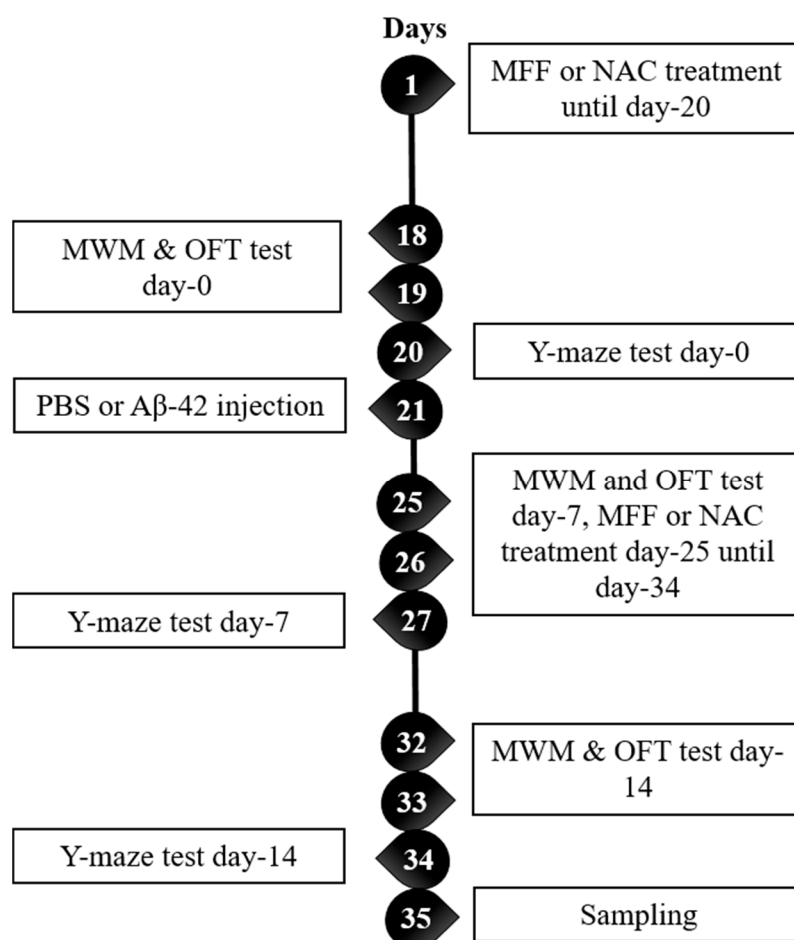 Days
1
MFF or NAC treatment
until day-20
18
MWM & OFT test
day-0
19
20
Y-maze test day-0
PBS or Aβ-42 injection
21
25
MWM and OFT test
day-7, MFF or NAC
treatment day-25 until
day-34
26
Y-maze test day-7
27
32
MWM & OFT test day-
14
33
Y-maze test day-14
34
35
Sampling